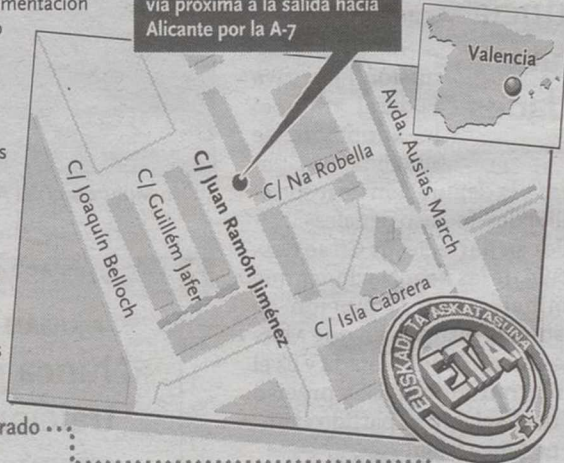 mentación
vía próxima a la salida hacia
Alicante por la A-7
Valencia
Avda. Ausias March
C/ Na Robella
C/ Juan Ramón Jiménez
C/ Guillém Jafer
C/ Joaquín Belloch
C/ Isla Cabrera
EUSKADI TA ASKATASUNA
E.T.A.
rado